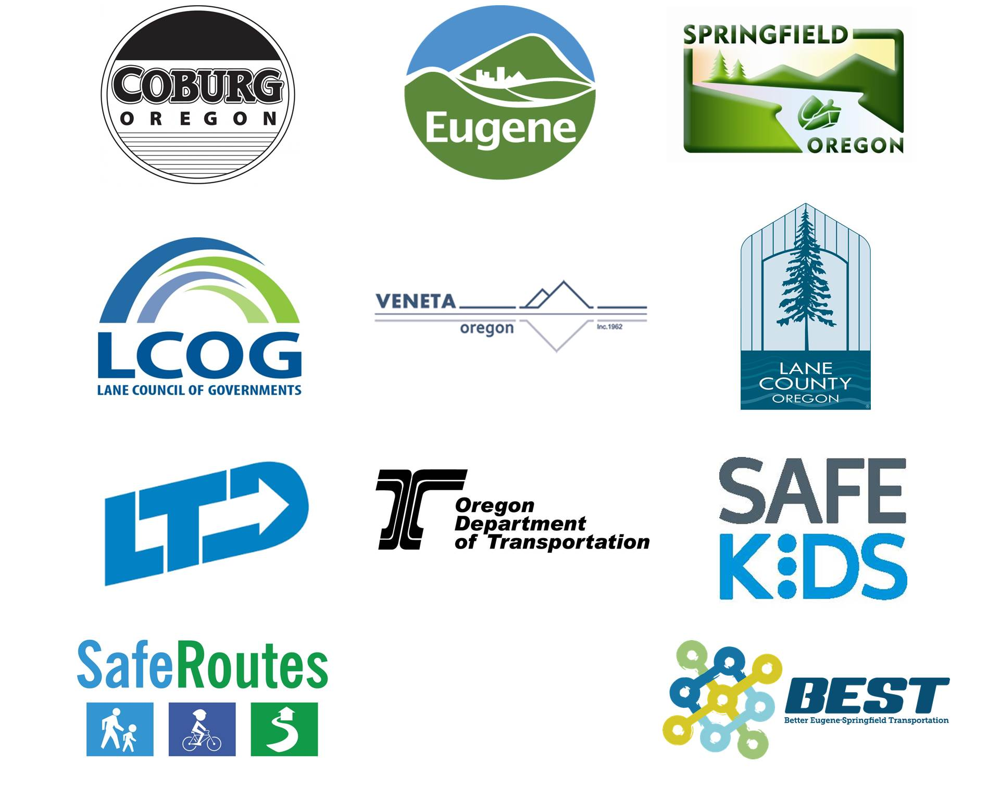 COBURG
OREGON
Eugene
SPRINGFIELD
OREGON
LCOG
LANE COUNCIL OF GOVERNMENTS
VENETA
oregon
Inc.1962
LANE
COUNTY
OREGON
®
LTD
Oregon
Department
of Transportation
SAFE
KIDS
SafeRoutes
BEST
Better Eugene-Springfield Transportation